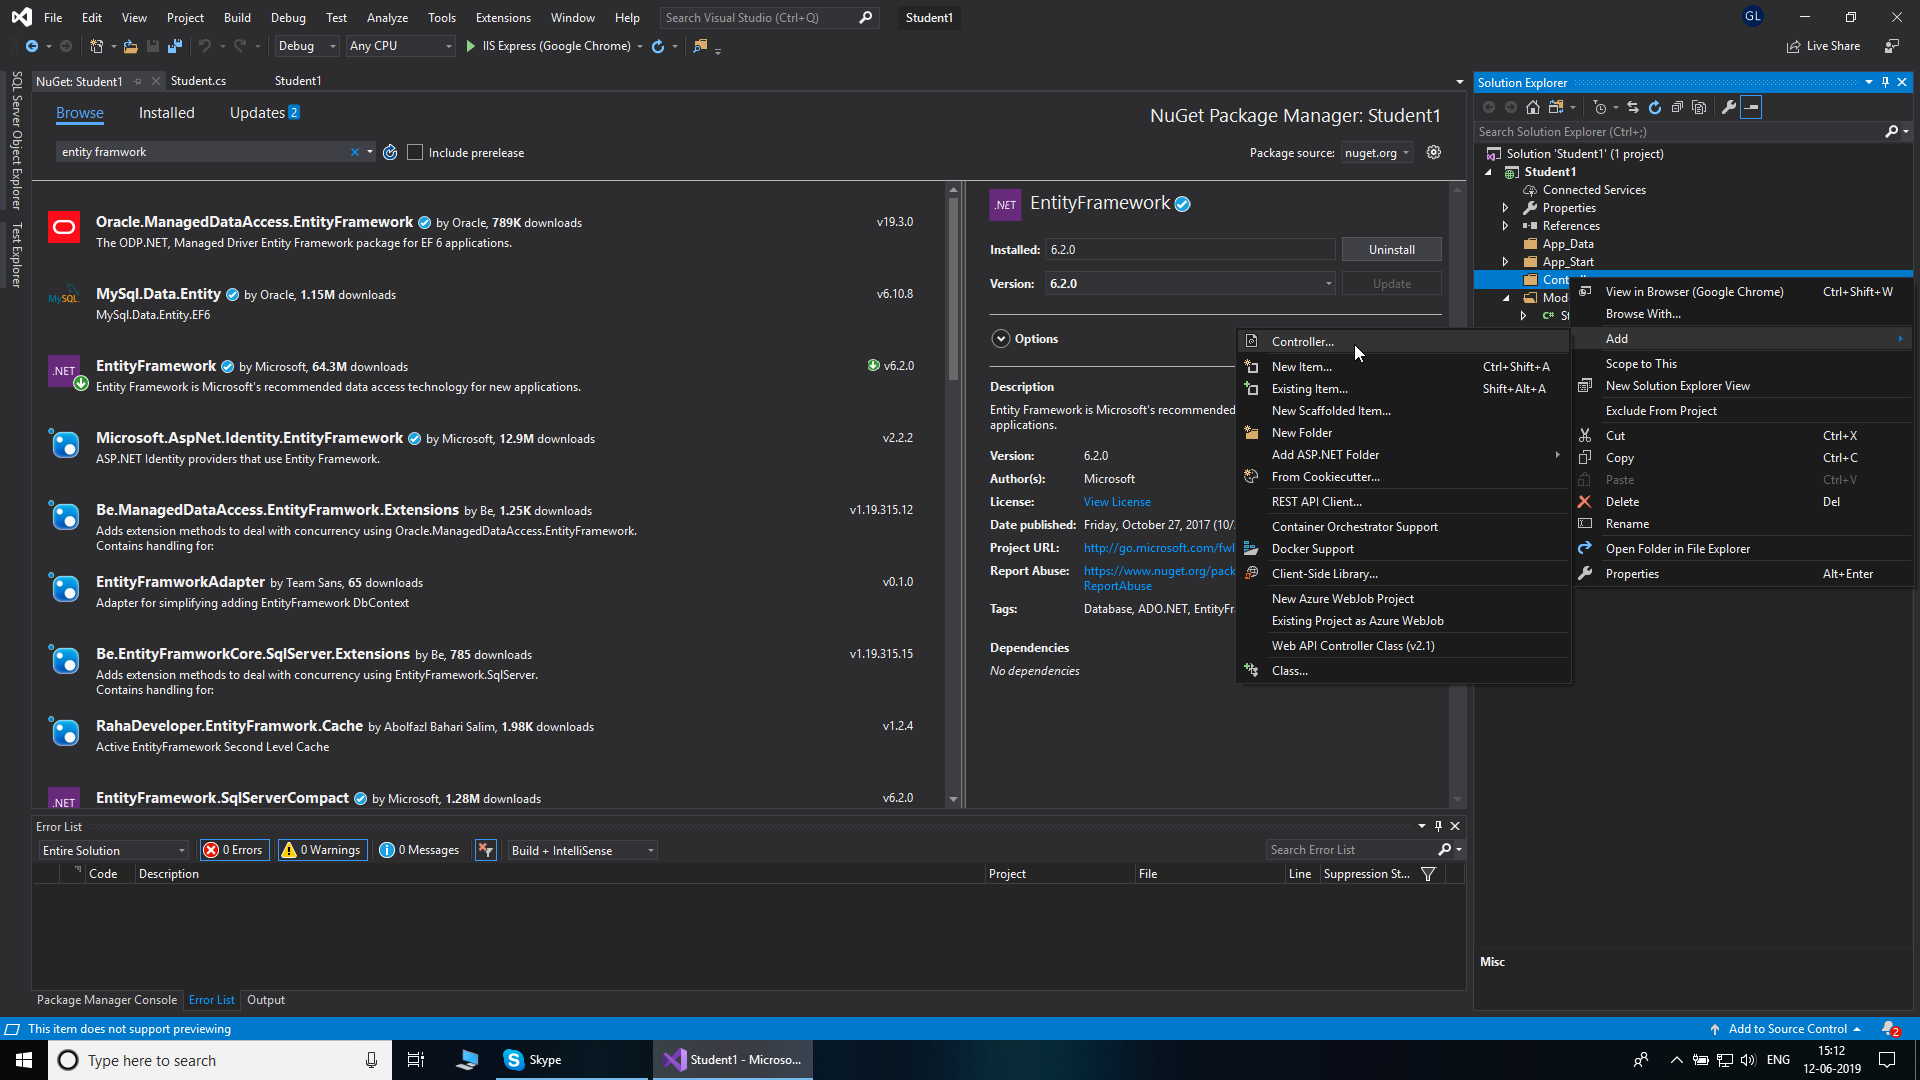 File Edit View Project Build Debug Test Analyze Tools Extensions Window Help Search Visual Studio (Ctrl+Q) Student1 GL
Debug Any CPU IIS Express (Google Chrome) Live Share
SQL Server Object Explorer
Test Explorer
NuGet: Student1 Student.cs Student1
Browse Installed Updates 2
NuGet Package Manager: Student1
entity framwork Include prerelease Package source: nuget.org
Oracle.ManagedDataAccess.EntityFramework by Oracle, 789K downloads v19.3.0
The ODP.NET, Managed Driver Entity Framework package for EF 6 applications.
MySQL MySql.Data.Entity by Oracle, 1.15M downloads v6.10.8
MySql.Data.Entity.EF6
.NET EntityFramework by Microsoft, 64.3M downloads v6.2.0
Entity Framework is Microsoft's recommended data access technology for new applications.
Microsoft.AspNet.Identity.EntityFramework by Microsoft, 12.9M downloads v2.2.2
ASP.NET Identity providers that use Entity Framework.
Be.ManagedDataAccess.EntityFramwork.Extensions by Be, 1.25K downloads v1.19.315.12
Adds extension methods to deal with concurrency using Oracle.ManagedDataAccess.EntityFramework.
Contains handling for:
EntityFramworkAdapter by Team Sans, 65 downloads v0.1.0
Adapter for simplifying adding EntityFramework DbContext
Be.EntityFramworkCore.SqlServer.Extensions by Be, 785 downloads v1.19.315.15
Adds extension methods to deal with concurrency using EntityFramework.SqlServer.
Contains handling for:
RahaDeveloper.EntityFramwork.Cache by Abolfazl Bahari Salim, 1.98K downloads v1.2.4
Active EntityFramework Second Level Cache
.NET EntityFramework.SqlServerCompact by Microsoft, 1.28M downloads v6.2.0
.NET EntityFramework
Installed: 6.2.0 Uninstall
Version: 6.2.0 Update
Options
Description
Entity Framework is Microsoft's recommended
applications.
Version: 6.2.0
Author(s): Microsoft
License: View License
Date published: Friday, October 27, 2017 (10/
Project URL: http://go.microsoft.com/fwl
Report Abuse: https://www.nuget.org/pack
ReportAbuse
Tags: Database, ADO.NET, EntityFr
Dependencies
No dependencies
Controller...
New Item... Ctrl+Shift+A
Existing Item... Shift+Alt+A
New Scaffolded Item...
New Folder
Add ASP.NET Folder
From Cookiecutter...
REST API Client...
Container Orchestrator Support
Docker Support
Client-Side Library...
New Azure WebJob Project
Existing Project as Azure WebJob
Web API Controller Class (v2.1)
Class...
Solution Explorer
Search Solution Explorer (Ctrl+;)
Solution 'Student1' (1 project)
Student1
Connected Services
Properties
References
App_Data
App_Start
Cont
Mod
C# St
View in Browser (Google Chrome) Ctrl+Shift+W
Browse With...
Add
Scope to This
New Solution Explorer View
Exclude From Project
Cut Ctrl+X
Copy Ctrl+C
Paste Ctrl+V
Delete Del
Rename
Open Folder in File Explorer
Properties Alt+Enter
Misc
Error List
Entire Solution 0 Errors 0 Warnings 0 Messages Build + IntelliSense Search Error List
Code Description Project File Line Suppression St...
Package Manager Console Error List Output
This item does not support previewing Add to Source Control 2
Type here to search Skype Student1 - Microso... ENG 15:12
12-06-2019